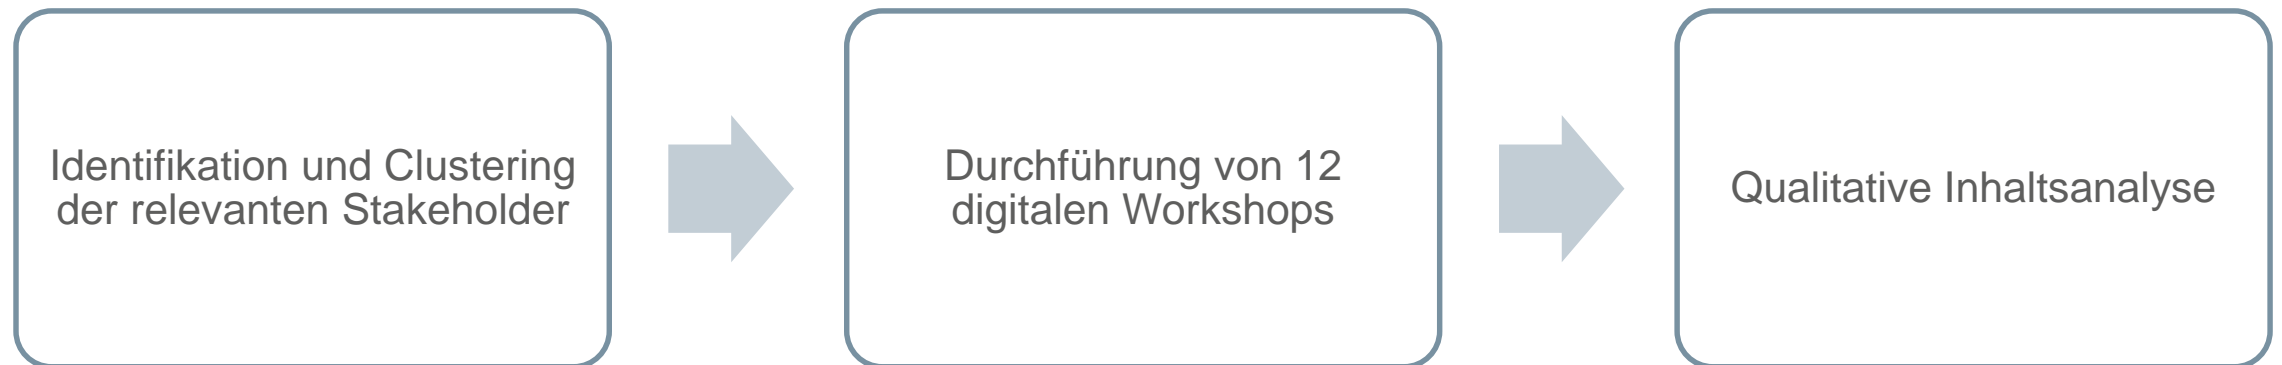 Identifikation und Clustering
der relevanten Stakeholder
Durchführung von 12
digitalen Workshops
Qualitative Inhaltsanalyse